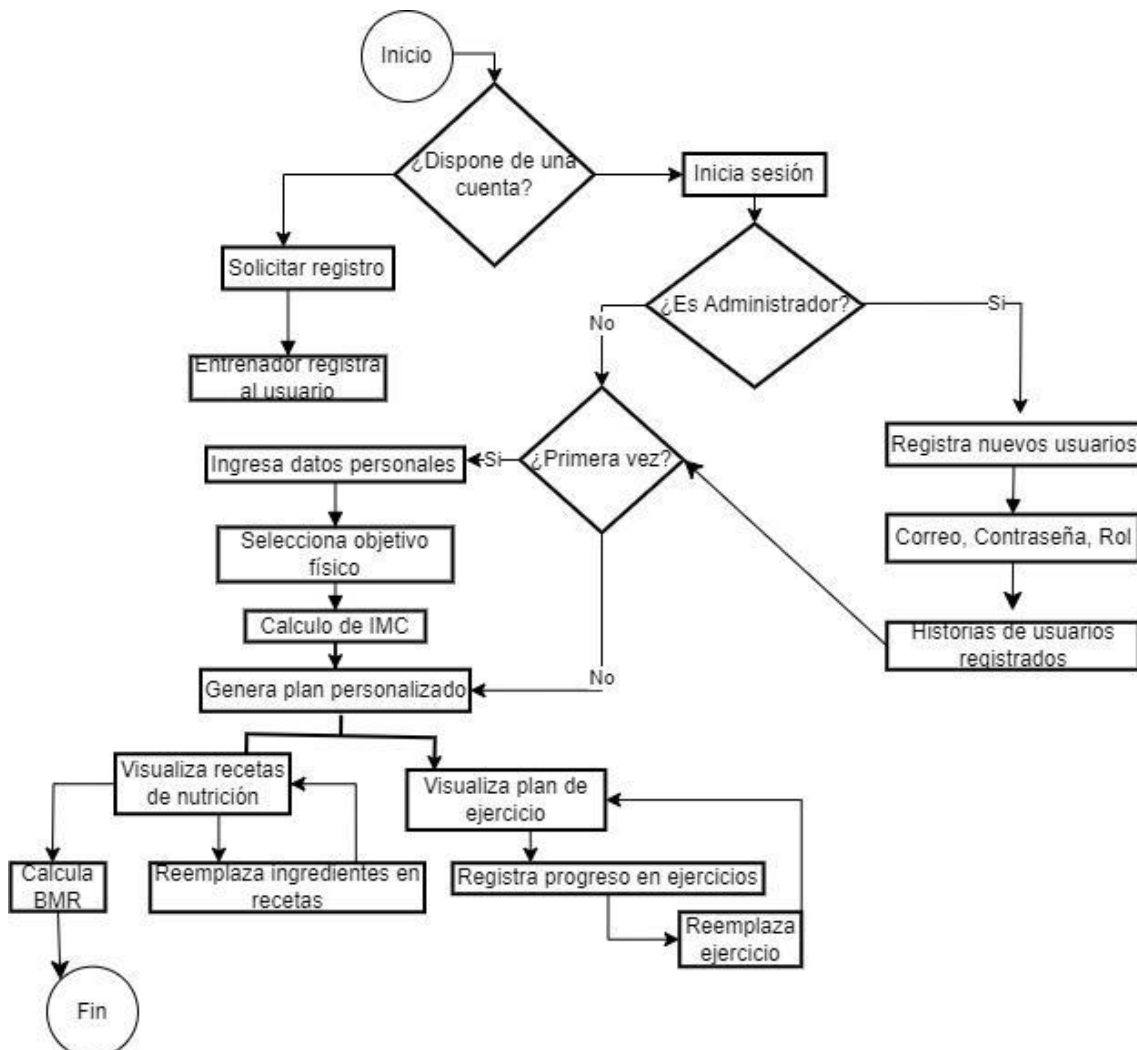 Inicio
¿Dispone de una
cuenta?
Inicia sesión
Solicitar registro
¿Es Administrador?
Si
No
Entrenador registra
al usuario
Registra nuevos usuarios
Ingresa datos personales
Si
¿Primera vez?
Correo, Contraseña, Rol
Selecciona objetivo
físico
Calculo de IMC
Historias de usuarios
registrados
Genera plan personalizado
No
Visualiza recetas
de nutrición
Visualiza plan de
ejercicio
Calcula
BMR
Reemplaza ingredientes en
recetas
Registra progreso en ejercicios
Reemplaza
ejercicio
Fin